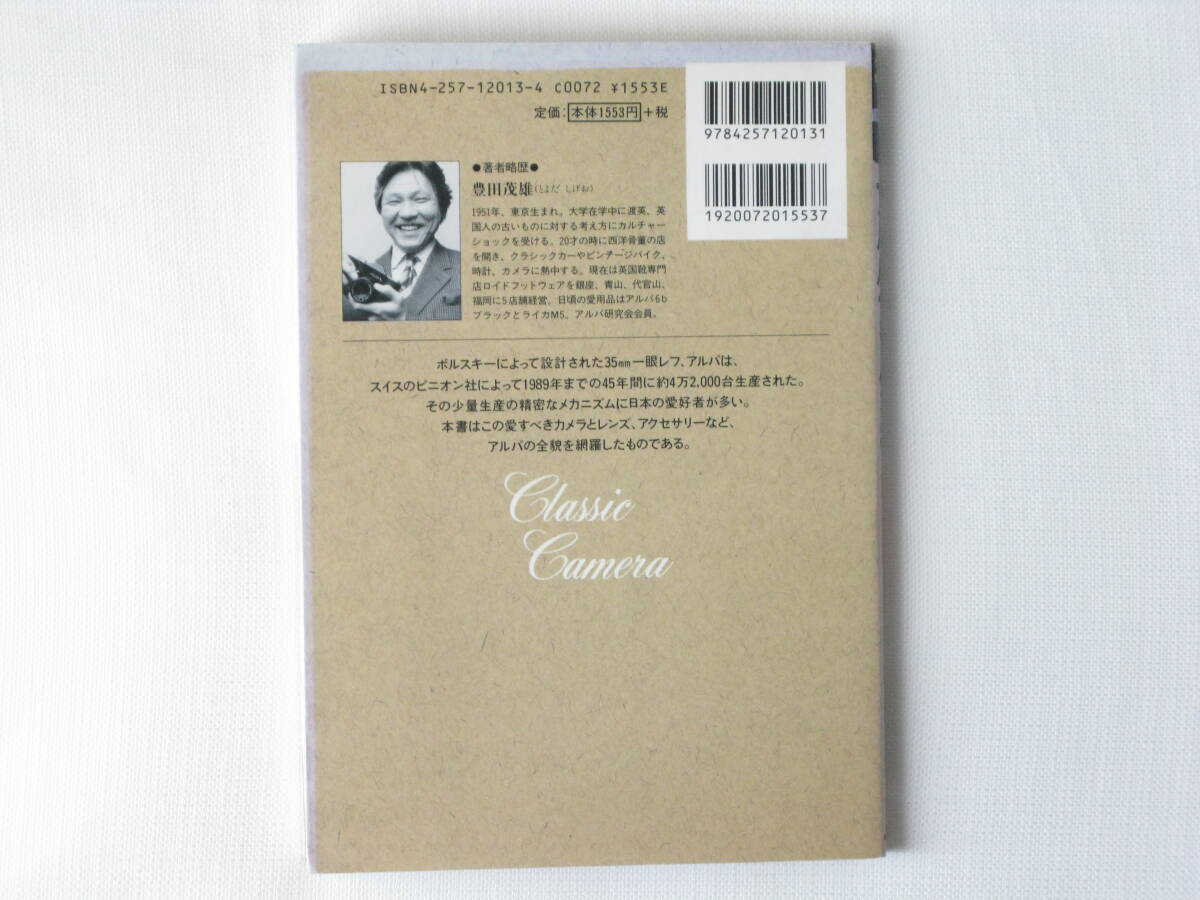 ISBN4-257-12013-4 C0072 ¥1553E
定価：本体1553円＋税
9784257120131
1920072015537
●著者略歴●
豊田茂雄（とよだ しげお）
1951年、東京生まれ。大学在学中に渡英、英
国人の古いものに対する考え方にカルチャー
ショックを受ける。20才の時に西洋骨董の店
を開き、クラシックカーやビンテージバイク、
時計、カメラに熱中する。現在は英国靴専門
店ロイドフットウェアを銀座、青山、代官山、
福岡に5店舗経営。日頃の愛用品はアルパ6b
ブラックとライカM5。アルパ研究会会員。
ボルスキーによって設計された35mm一眼レフ、アルパは、
スイスのピニオン社によって1989年までの45年間に約4万2,000台生産された。
その少量生産の精密なメカニズムに日本の愛好者が多い。
本書はこの愛すべきカメラとレンズ、アクセサリーなど、
アルパの全貌を網羅したものである。
Classic
Camera